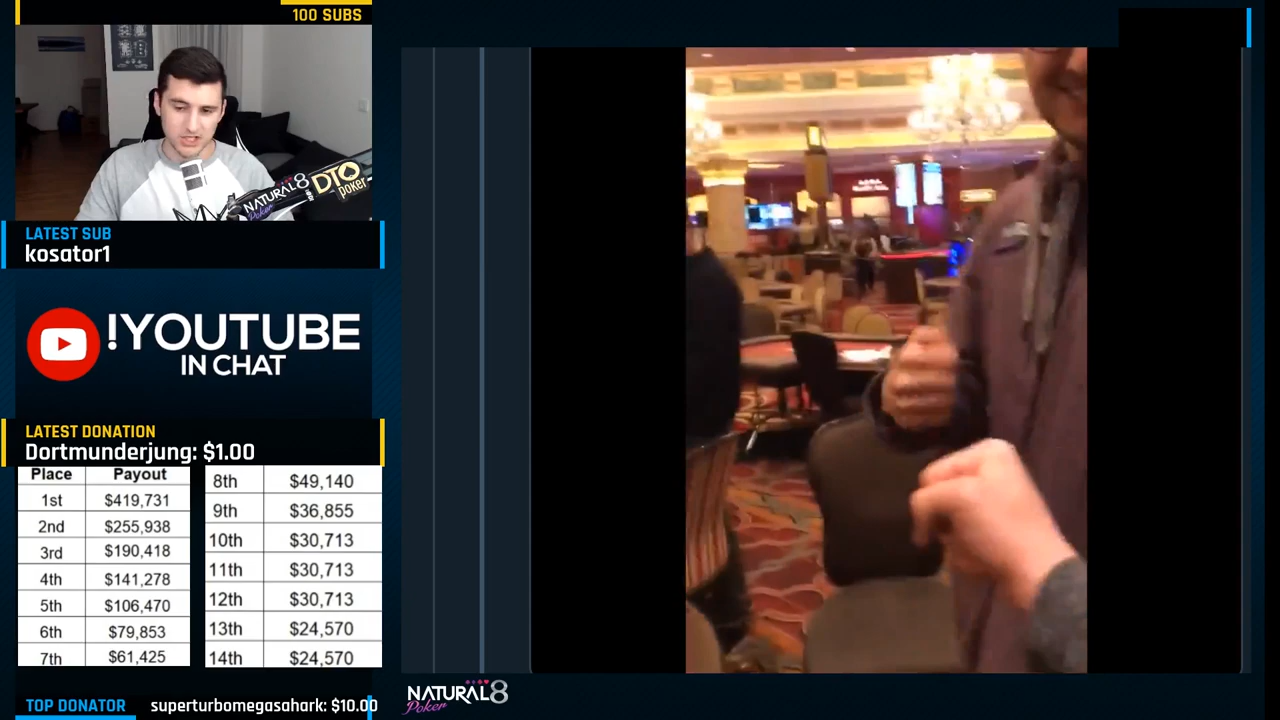 100 SUBS
NATURAL8
Poker
DTO
poker
LATEST SUB
kosator1
!YOUTUBE
IN CHAT
LATEST DONATION
Dortmunderjung: $1.00
Place Payout
1st $419,731
2nd $255,938
3rd $190,418
4th $141,278
5th $106,470
6th $79,853
7th $61,425
8th $49,140
9th $36,855
10th $30,713
11th $30,713
12th $30,713
13th $24,570
14th $24,570
TOP DONATOR superturbomegasahark: $10.00
NATURAL8
Poker